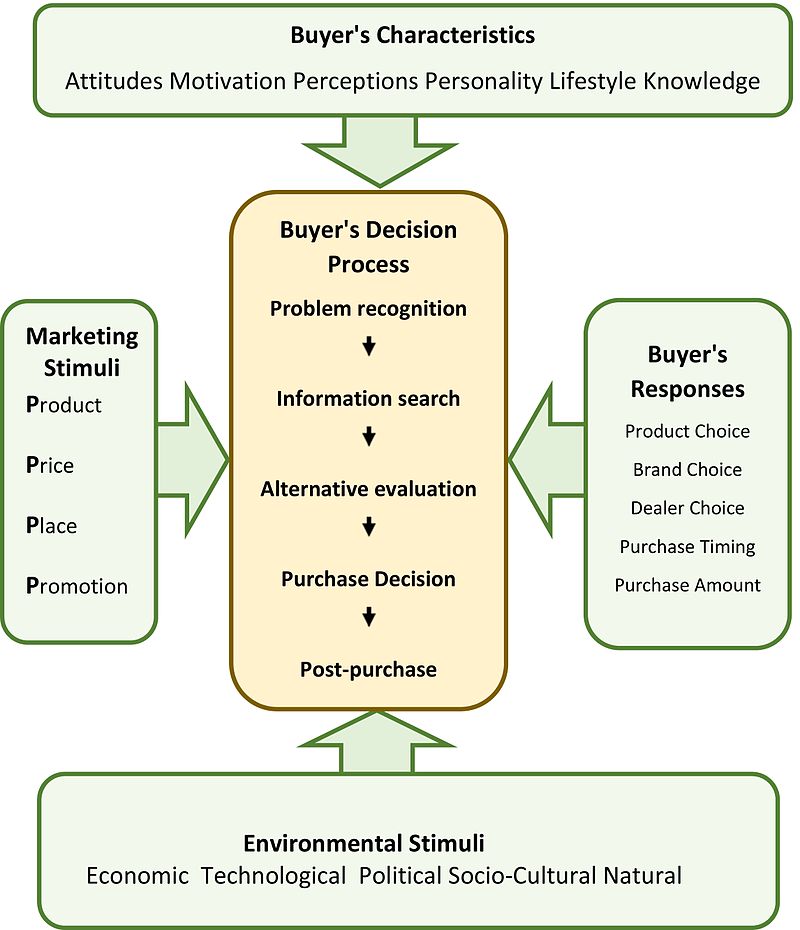 Buyer's Characteristics
Attitudes Motivation Perceptions Personality Lifestyle Knowledge
Buyer's Decision
Process
Problem recognition
Information search
Alternative evaluation
Purchase Decision
Post-purchase
Marketing
Stimuli
Product
Price
Place
Promotion
Buyer's
Responses
Product Choice
Brand Choice
Dealer Choice
Purchase Timing
Purchase Amount
Environmental Stimuli
Economic Technological Political Socio-Cultural Natural